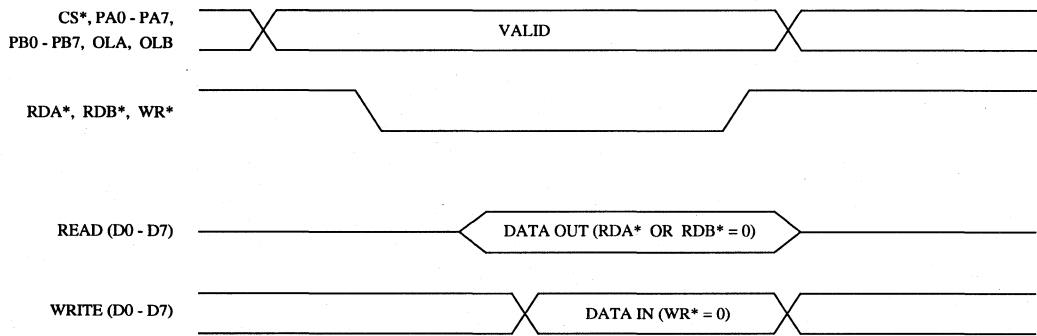 CS*, PA0 - PA7,
PB0 - PB7, OLA, OLB
VALID
RDA*, RDB*, WR*
READ (D0 - D7)
DATA OUT (RDA* OR RDB* = 0)
WRITE (D0 - D7)
DATA IN (WR* = 0)